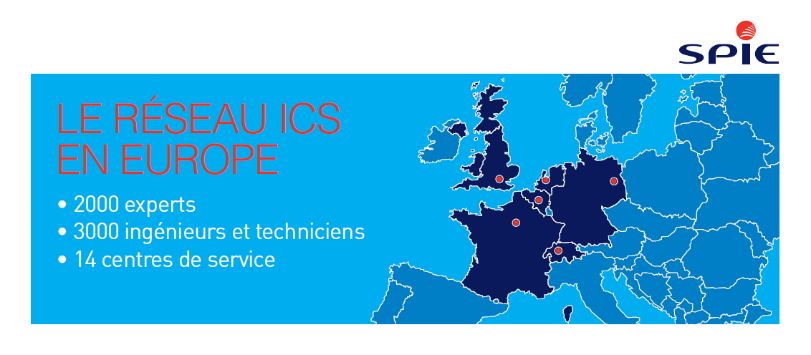 SPIE
LE RÉSEAU ICS
EN EUROPE
• 2000 experts
• 3000 ingénieurs et techniciens
• 14 centres de service